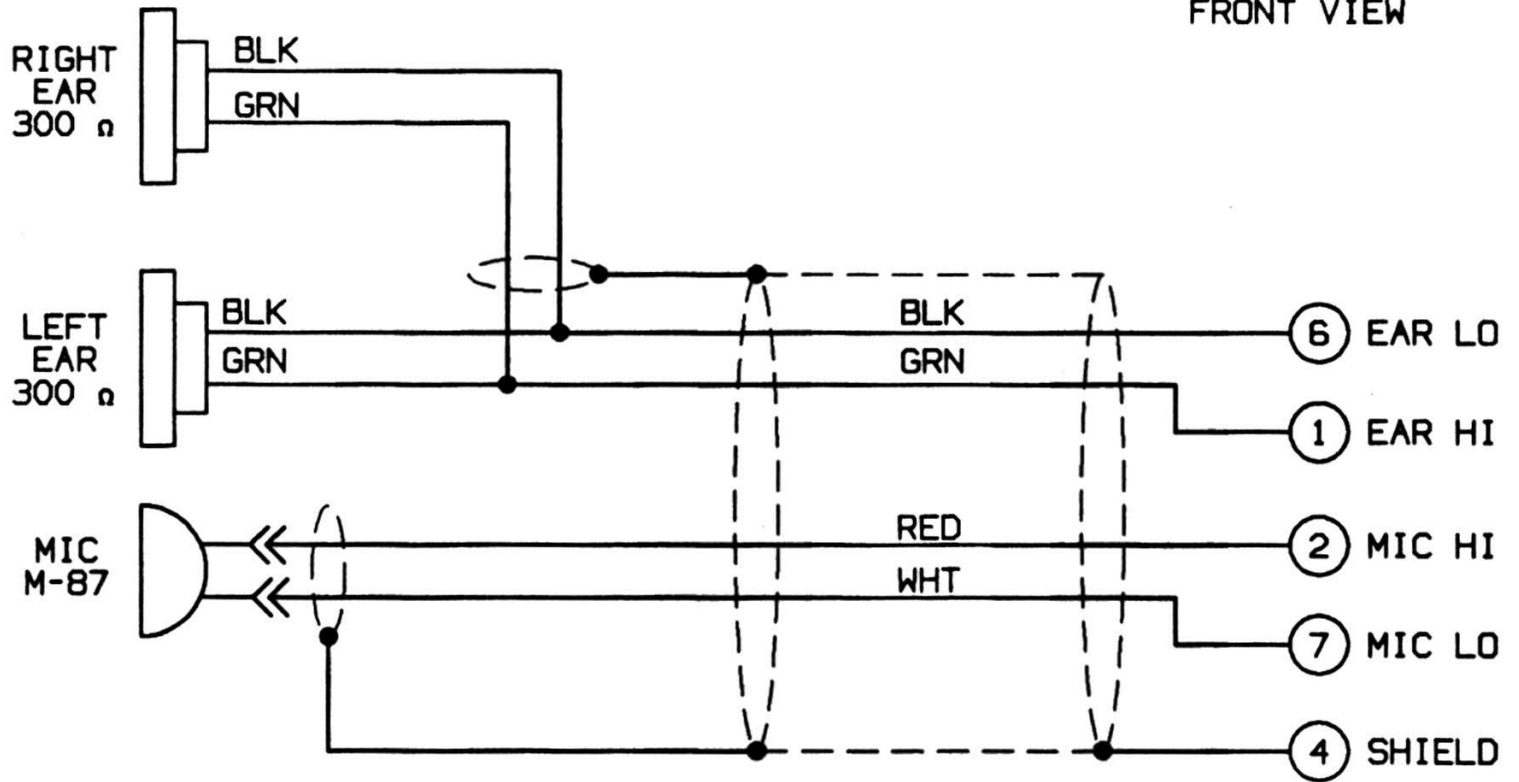 FRONT VIEW
RIGHT
EAR
300 Ω
BLK
GRN
LEFT
EAR
300 Ω
BLK
GRN
BLK
GRN
6 EAR LO
1 EAR HI
MIC
M-87
RED
WHT
2 MIC HI
7 MIC LO
4 SHIELD